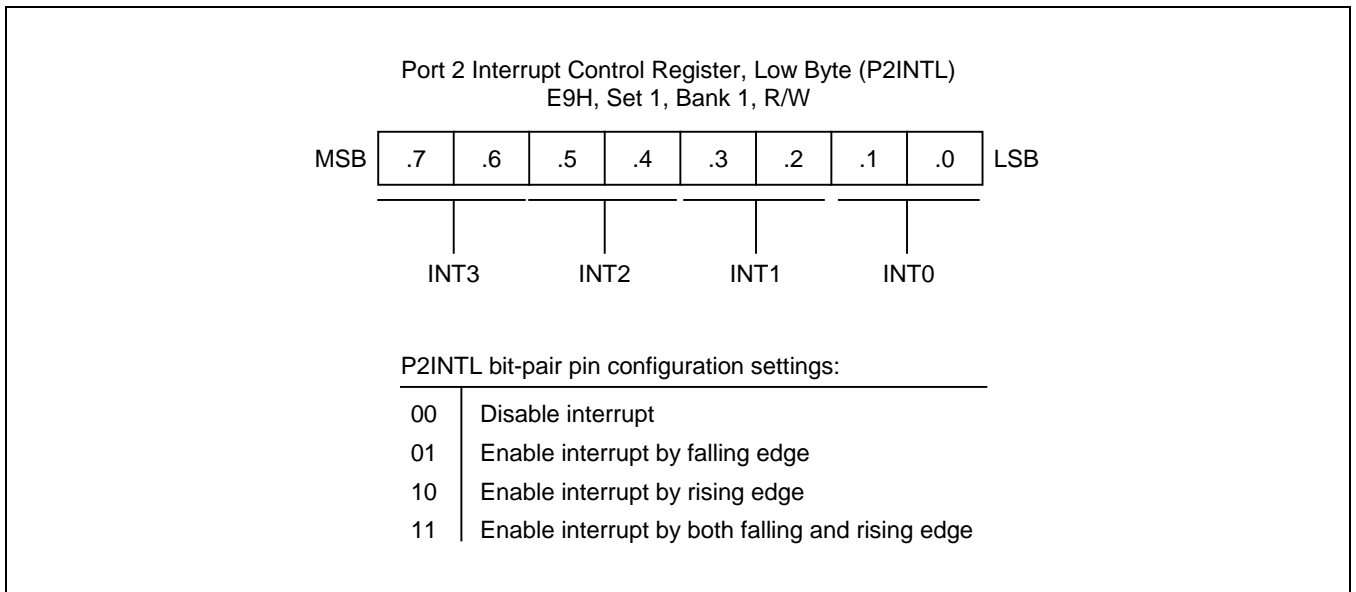 Port 2 Interrupt Control Register, Low Byte (P2INTL)
E9H, Set 1, Bank 1, R/W
MSB .7 .6 .5 .4 .3 .2 .1 .0 LSB
INT3 INT2 INT1 INT0
P2INTL bit-pair pin configuration settings:
00 Disable interrupt
01 Enable interrupt by falling edge
10 Enable interrupt by rising edge
11 Enable interrupt by both falling and rising edge